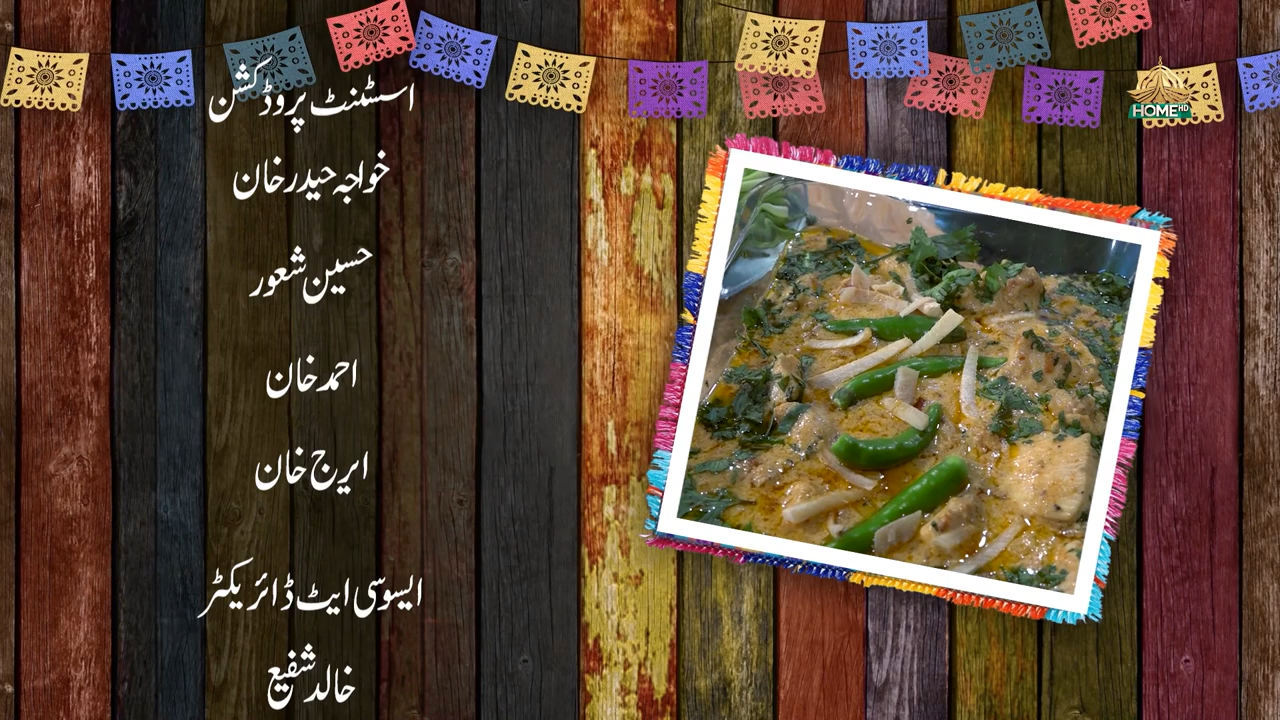 اسسٹنٹ پروڈکشن
خواجہ حیدر خان
حسین شعور
احمد خان
ایرج خان
ایسوسی ایٹ ڈائریکٹر
خالد شفیع
HOME HD